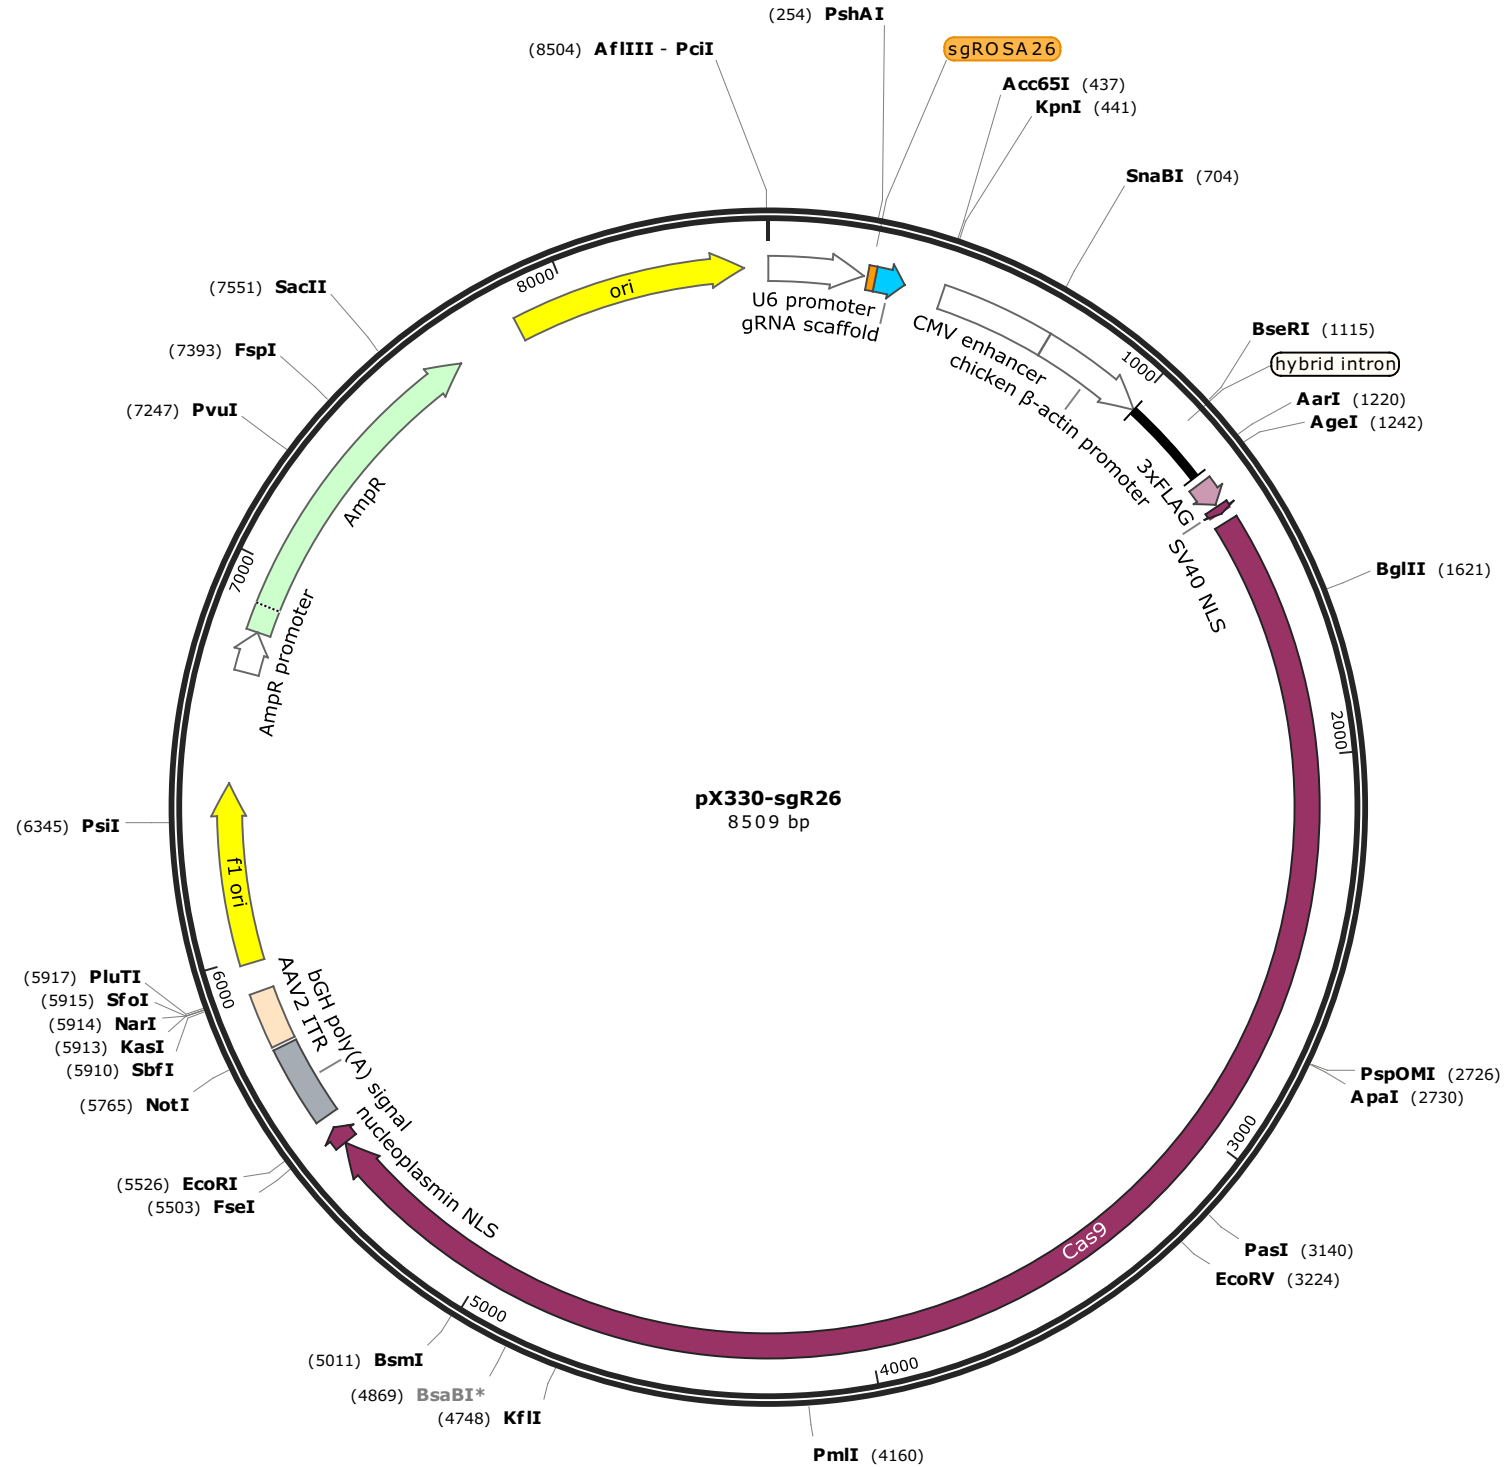 (254) PshAI
(8504) AflIII - PciI
sgROSA26
Acc65I (437)
KpnI (441)
SnaBI (704)
BseRI (1115)
hybrid intron
AarI (1220)
AgeI (1242)
BglII (1621)
PspOMI (2726)
ApaI (2730)
PasI (3140)
EcoRV (3224)
PmlI (4160)
(4748) KflI
(4869) BsaBI*
(5011) BsmI
(5503) FseI
(5526) EcoRI
(5765) NotI
(5910) SbfI
(5913) KasI
(5914) NarI
(5915) SfoI
(5917) PluTI
(6345) PsiI
(7247) PvuI
(7393) FspI
(7551) SacII
1000
2000
3000
4000
5000
6000
7000
8000
U6 promoter
gRNA scaffold
CMV enhancer
chicken β-actin promoter
3xFLAG
SV40 NLS
Cas9
nucleoplasmin NLS
bGH poly(A) signal
AAV2 ITR
f1 ori
AmpR promoter
AmpR
ori
pX330-sgR26
8509 bp